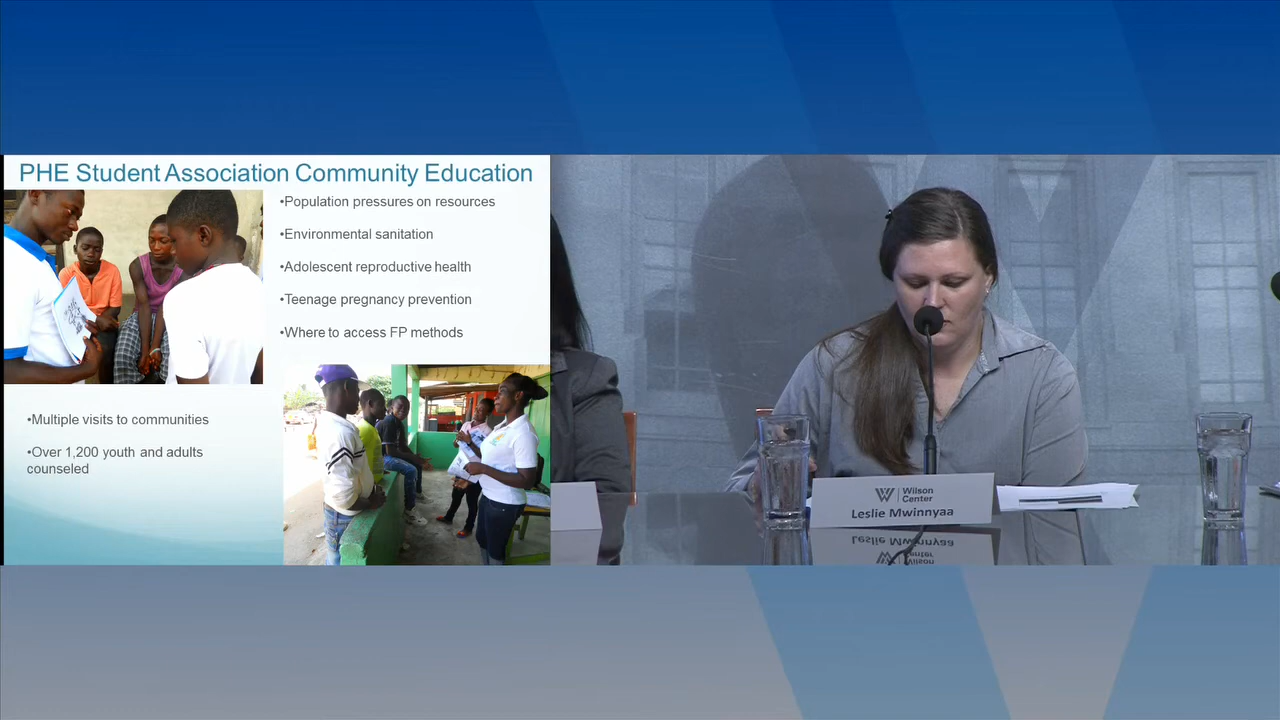 PHE Student Association Community Education
•Population pressures on resources
•Environmental sanitation
•Adolescent reproductive health
•Teenage pregnancy prevention
•Where to access FP methods
•Multiple visits to communities
•Over 1,200 youth and adults
counseled
Wilson
Center
Leslie Mwinnyaa